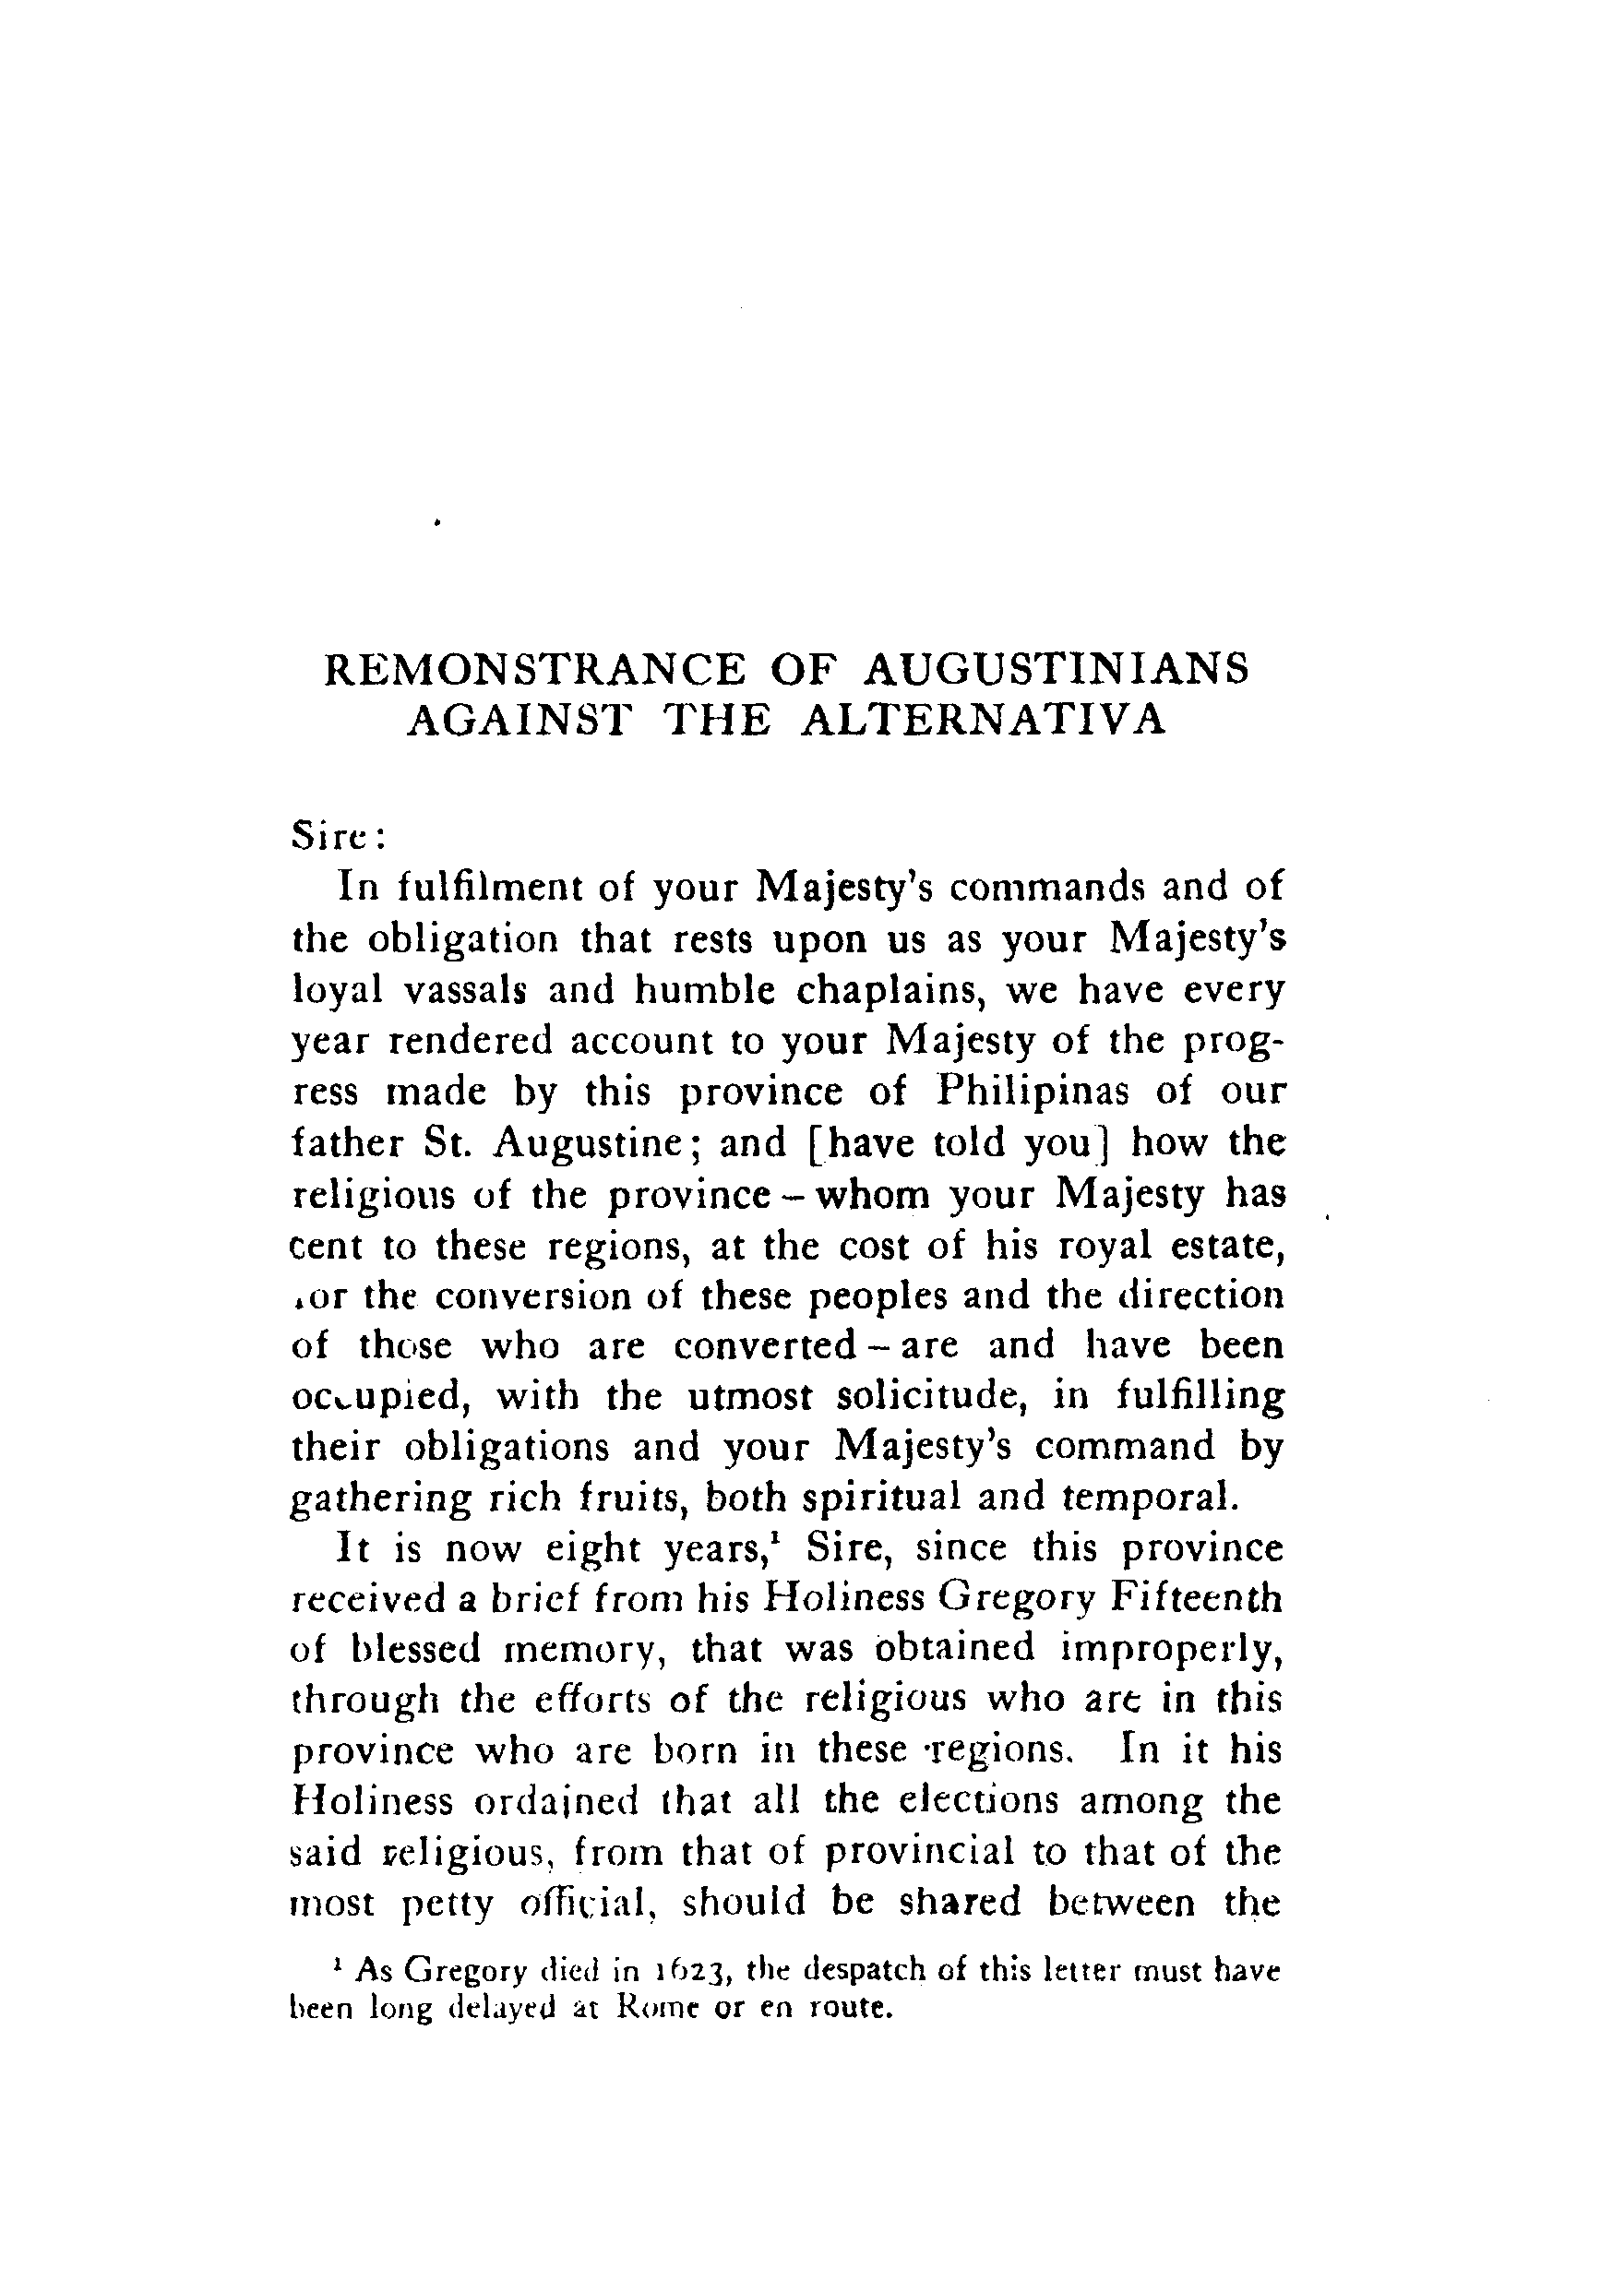 REMONSTRANCE OF AUGUSTINIANS
AGAINST THE ALTERNATIVA
Sire:
In fulfilment of your Majesty's commands and of
the obligation that rests upon us as your Majesty's
loyal vassals and humble chaplains, we have every
year rendered account to your Majesty of the prog-
ress made by this province of Philipinas of our
father St. Augustine; and [have told you] how the
religious of the province – whom your Majesty has
cent to these regions, at the cost of his royal estate,
.or the conversion of these peoples and the direction
of those who are converted – are and have been
occupied, with the utmost solicitude, in fulfilling
their obligations and your Majesty's command by
gathering rich fruits, both spiritual and temporal.
It is now eight years,¹ Sire, since this province
received a brief from his Holiness Gregory Fifteenth
of blessed memory, that was obtained improperly,
through the efforts of the religious who are in this
province who are born in these regions. In it his
Holiness ordained that all the elections among the
said religious, from that of provincial to that of the
most petty official, should be shared between the
¹ As Gregory died in 1623, the despatch of this letter must have
been long delayed at Rome or en route.